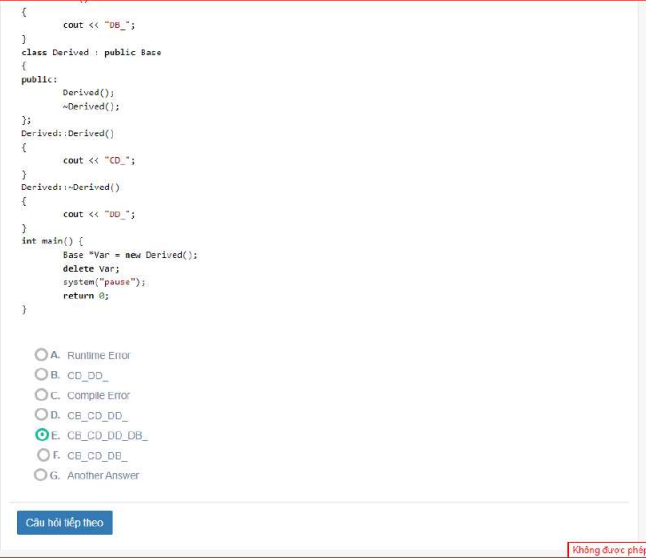 {
cout << "DB_";
}
class Derived : public Base
{
public:
Derived();
~Derived();
};
Derived::Derived()
{
cout << "CD_";
}
Derived::~Derived()
{
cout << "DD_";
}
int main() {
Base *Var = new Derived();
delete Var;
system("pause");
return 0;
}
A. Runtime Error
B. CD_DD_
C. Compile Error
D. CB_CD_DD_
E. CB_CD_DD_DB_
F. CB_CD_DB_
G. Another Answer
Câu hỏi tiếp theo
Không được phép